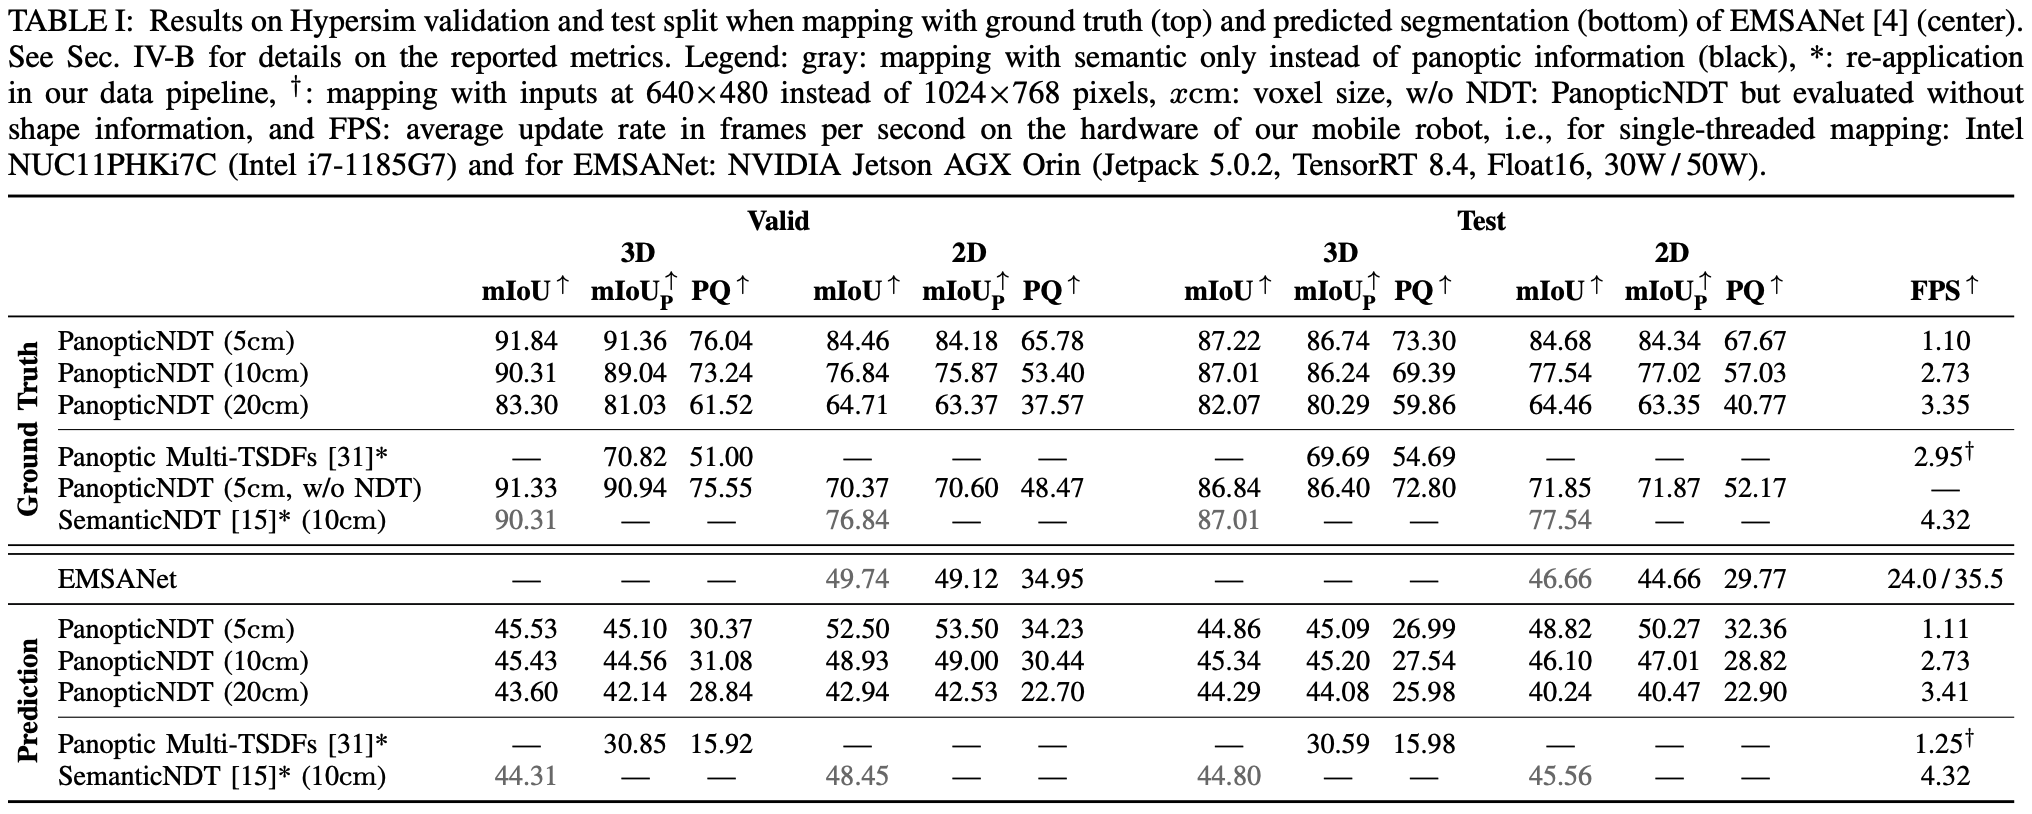 TABLE I: Results on Hypersim validation and test split when mapping with ground truth (top) and predicted segmentation (bottom) of EMSANet [4] (center).
See Sec. IV-B for details on the reported metrics. Legend: gray: mapping with semantic only instead of panoptic information (black), *: re-application
in our data pipeline, †: mapping with inputs at 640×480 instead of 1024×768 pixels, xcm: voxel size, w/o NDT: PanopticNDT but evaluated without
shape information, and FPS: average update rate in frames per second on the hardware of our mobile robot, i.e., for single-threaded mapping: Intel
NUC11PHKi7C (Intel i7-1185G7) and for EMSANet: NVIDIA Jetson AGX Orin (Jetpack 5.0.2, TensorRT 8.4, Float16, 30W / 50W).
Valid Test
3D 2D 3D 2D
mIoU↑ mIoU_P↑ PQ↑ mIoU↑ mIoU_P↑ PQ↑ mIoU↑ mIoU_P↑ PQ↑ mIoU↑ mIoU_P↑ PQ↑ FPS↑
Ground Truth
PanopticNDT (5cm) 91.84 91.36 76.04 84.46 84.18 65.78 87.22 86.74 73.30 84.68 84.34 67.67 1.10
PanopticNDT (10cm) 90.31 89.04 73.24 76.84 75.87 53.40 87.01 86.24 69.39 77.54 77.02 57.03 2.73
PanopticNDT (20cm) 83.30 81.03 61.52 64.71 63.37 37.57 82.07 80.29 59.86 64.46 63.35 40.77 3.35
Panoptic Multi-TSDFs [31]* — 70.82 51.00 — — — — 69.69 54.69 — — — 2.95†
PanopticNDT (5cm, w/o NDT) 91.33 90.94 75.55 70.37 70.60 48.47 86.84 86.40 72.80 71.85 71.87 52.17 —
SemanticNDT [15]* (10cm) 90.31 — — 76.84 — — 87.01 — — 77.54 — — 4.32
EMSANet — — — 49.74 49.12 34.95 — — — 46.66 44.66 29.77 24.0 / 35.5
Prediction
PanopticNDT (5cm) 45.53 45.10 30.37 52.50 53.50 34.23 44.86 45.09 26.99 48.82 50.27 32.36 1.11
PanopticNDT (10cm) 45.43 44.56 31.08 48.93 49.00 30.44 45.34 45.20 27.54 46.10 47.01 28.82 2.73
PanopticNDT (20cm) 43.60 42.14 28.84 42.94 42.53 22.70 44.29 44.08 25.98 40.24 40.47 22.90 3.41
Panoptic Multi-TSDFs [31]* — 30.85 15.92 — — — — 30.59 15.98 — — — 1.25†
SemanticNDT [15]* (10cm) 44.31 — — 48.45 — — 44.80 — — 45.56 — — 4.32